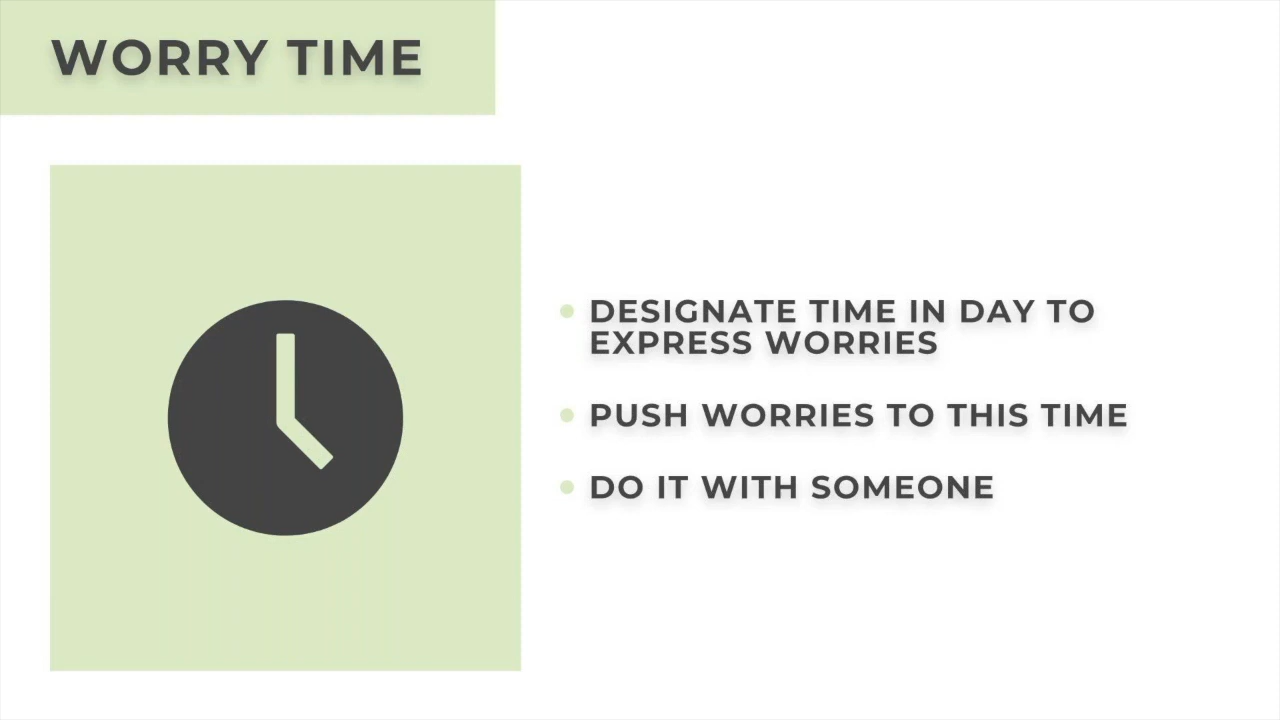 WORRY TIME
DESIGNATE TIME IN DAY TO
EXPRESS WORRIES
PUSH WORRIES TO THIS TIME
DO IT WITH SOMEONE